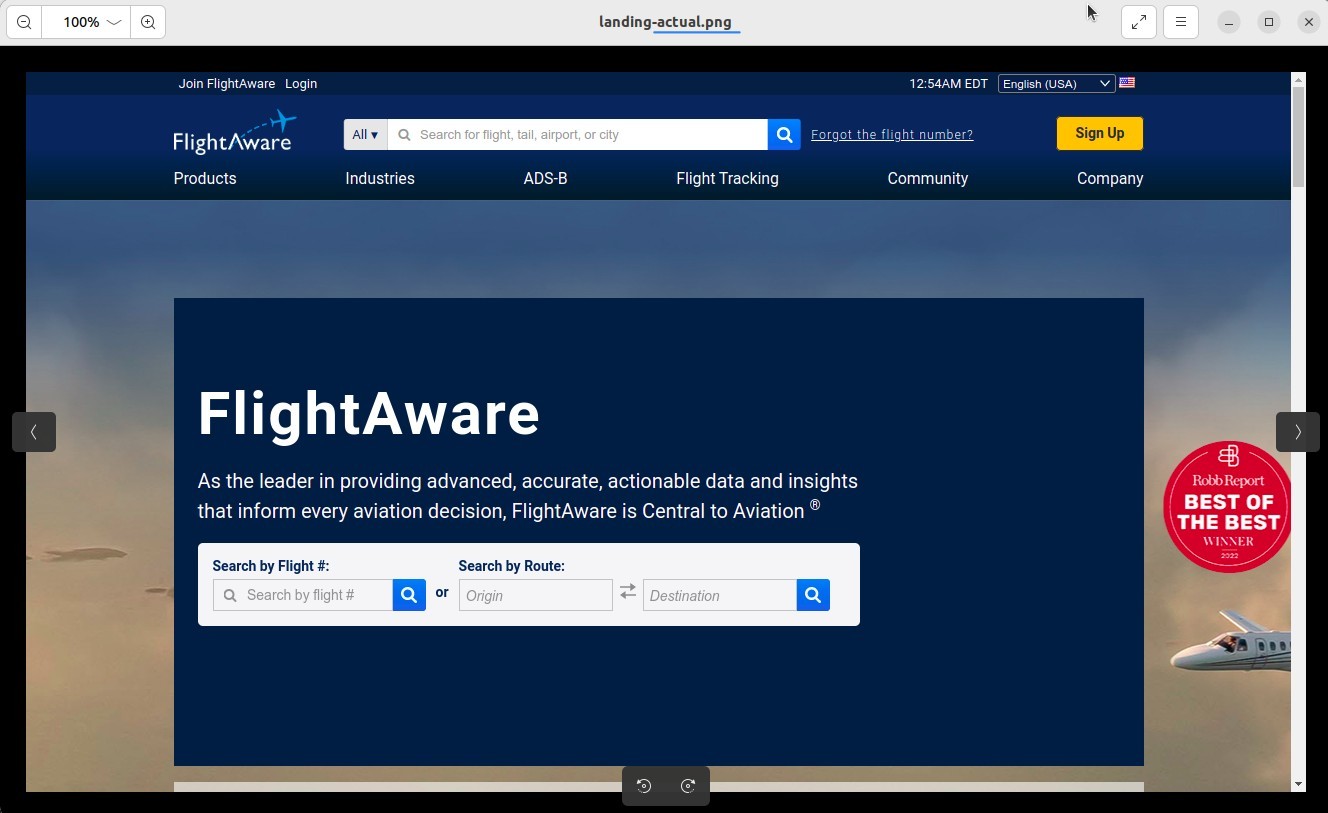 100%
landing-actual.png
Join FlightAware Login
12:54AM EDT English (USA)
FlightAware
All ▾ Search for flight, tail, airport, or city
Forgot the flight number?
Sign Up
Products Industries ADS-B Flight Tracking Community Company
FlightAware
As the leader in providing advanced, accurate, actionable data and insights
that inform every aviation decision, FlightAware is Central to Aviation ®
Search by Flight #: Search by Route:
Search by flight # or Origin Destination
Robb Report
BEST OF
THE BEST
WINNER
2022